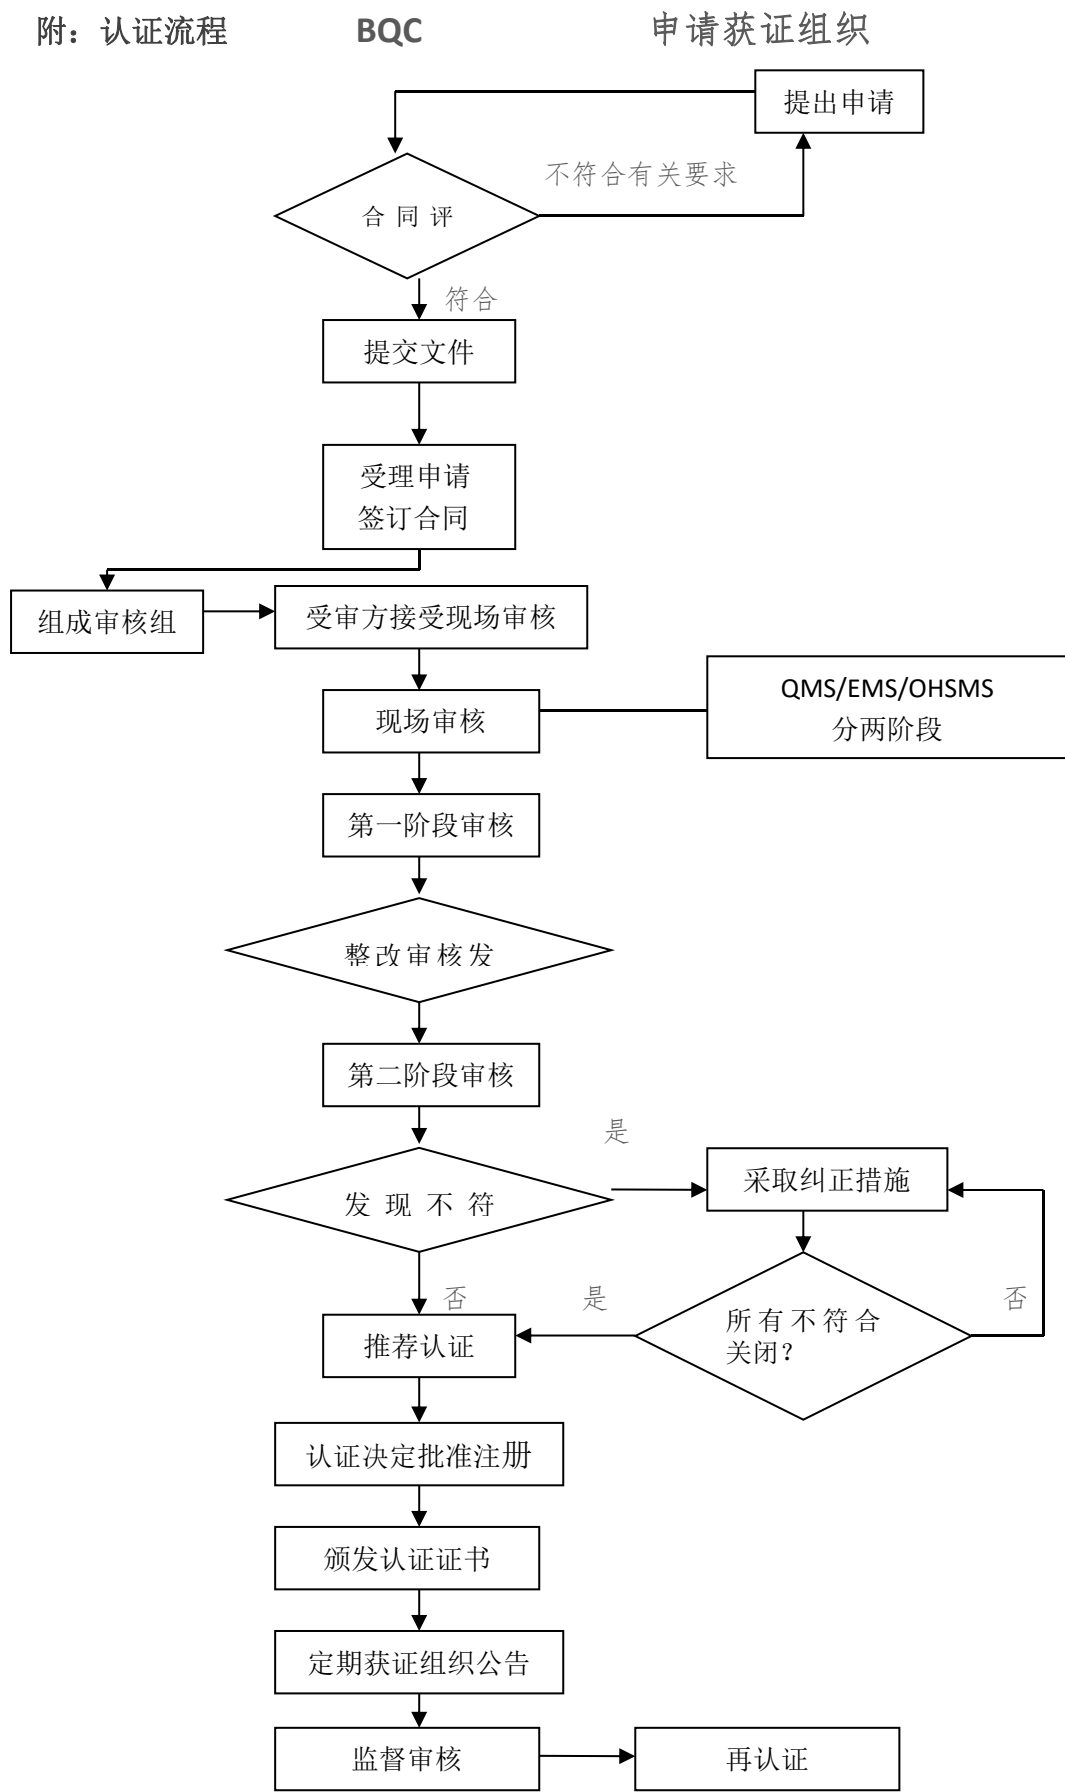 附：认证流程 BQC 申请获证组织
提出申请
不符合有关要求
合同评
符合
提交文件
受理申请
签订合同
组成审核组
受审方接受现场审核
现场审核
QMS/EMS/OHSMS
分两阶段
第一阶段审核
整改审核发
第二阶段审核
是
发现不符
采取纠正措施
否
是
所有不符合
关闭？
否
推荐认证
认证决定批准注册
颁发认证证书
定期获证组织公告
监督审核
再认证